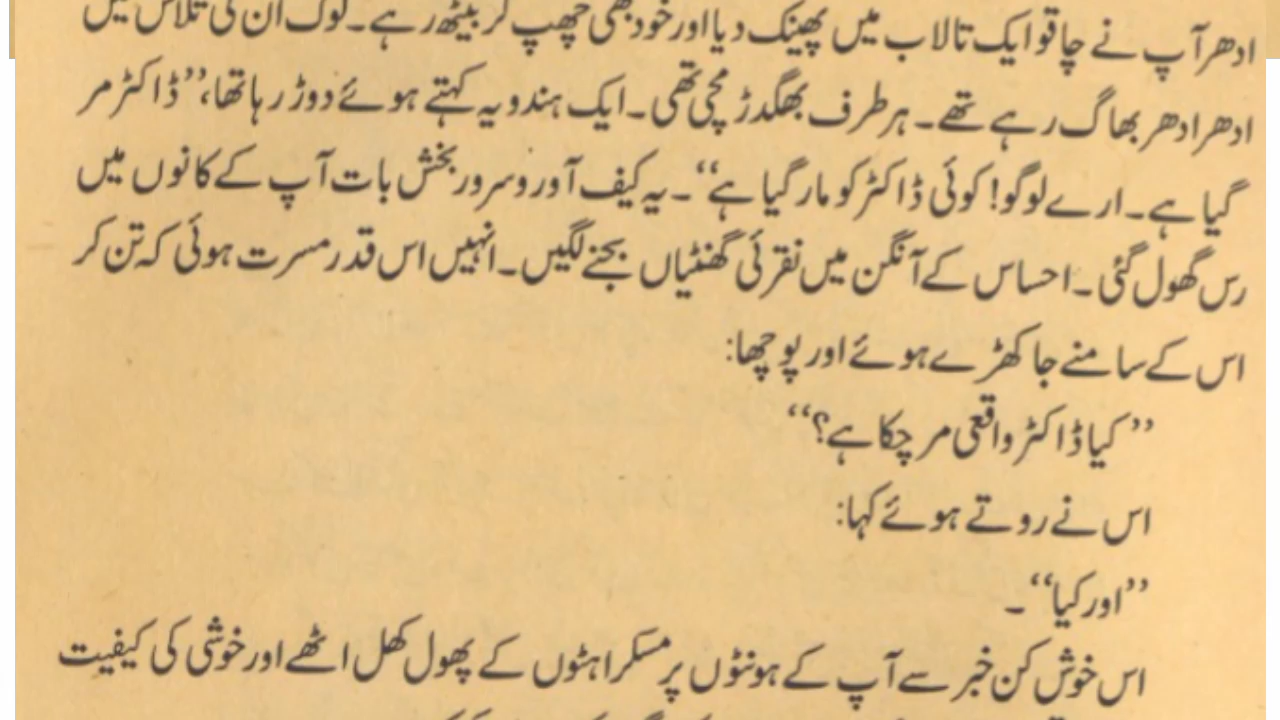 ادھر آپ نے چاقو ایک تالاب میں پھینک دیا اور خود بھی چھپ کر بیٹھ رہے۔ لوگ ان کی تلاش میں
ادھر ادھر بھاگ رہے تھے۔ ہر طرف بھگدڑ مچی تھی۔ ایک ہندو یہ کہتے ہوئے دوڑ رہا تھا، ’’ڈاکٹر مر
گیا ہے۔ ارے لوگو! کوئی ڈاکٹر کو مار گیا ہے‘‘۔ یہ کیف آور و سرور بخش بات آپ کے کانوں میں
رس گھول گئی۔ احساس کے آنگن میں نقرئی گھنٹیاں بجنے لگیں۔ انہیں اس قدر مسرت ہوئی کہ تن کر
اس کے سامنے جا کھڑے ہوئے اور پوچھا:
’’کیا ڈاکٹر واقعی مر چکا ہے؟‘‘
اس نے روتے ہوئے کہا:
’’اور کیا‘‘۔
اس خوش کن خبر سے آپ کے ہونٹوں پر مسکراہٹوں کے پھول کھل اٹھے اور خوشی کی کیفیت